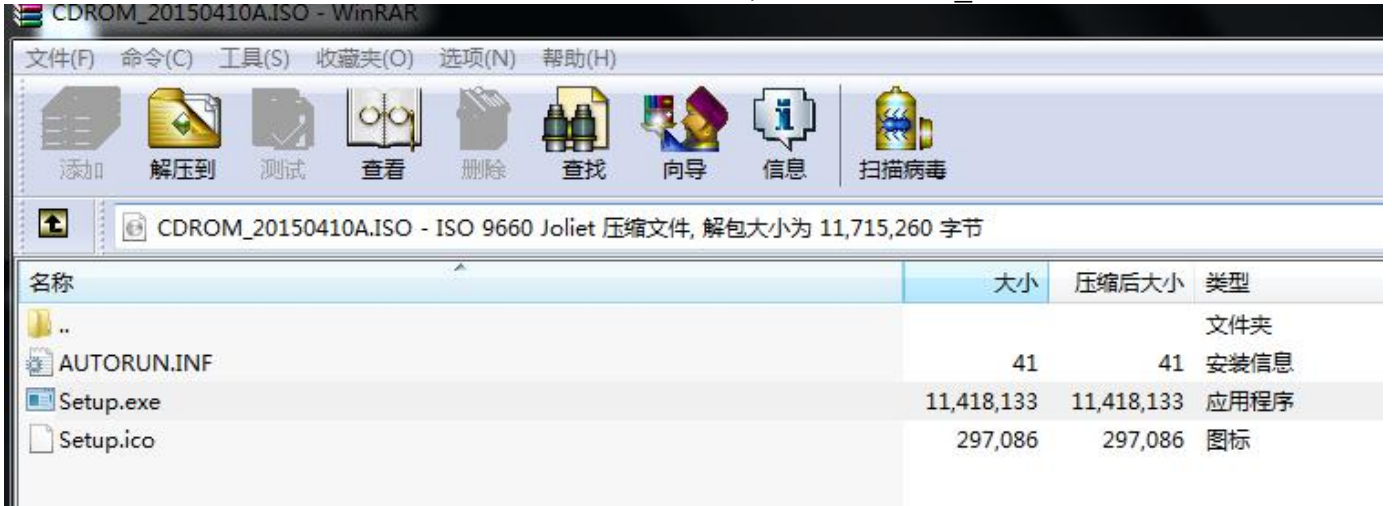 CDROM_20150410A.ISO - WinRAR
文件(F) 命令(C) 工具(S) 收藏夹(O) 选项(N) 帮助(H)
添加 解压到 测试 查看 删除 查找 向导 信息 扫描病毒
CDROM_20150410A.ISO - ISO 9660 Joliet 压缩文件, 解包大小为 11,715,260 字节
名称 大小 压缩后大小 类型
.. 文件夹
AUTORUN.INF 41 41 安装信息
Setup.exe 11,418,133 11,418,133 应用程序
Setup.ico 297,086 297,086 图标